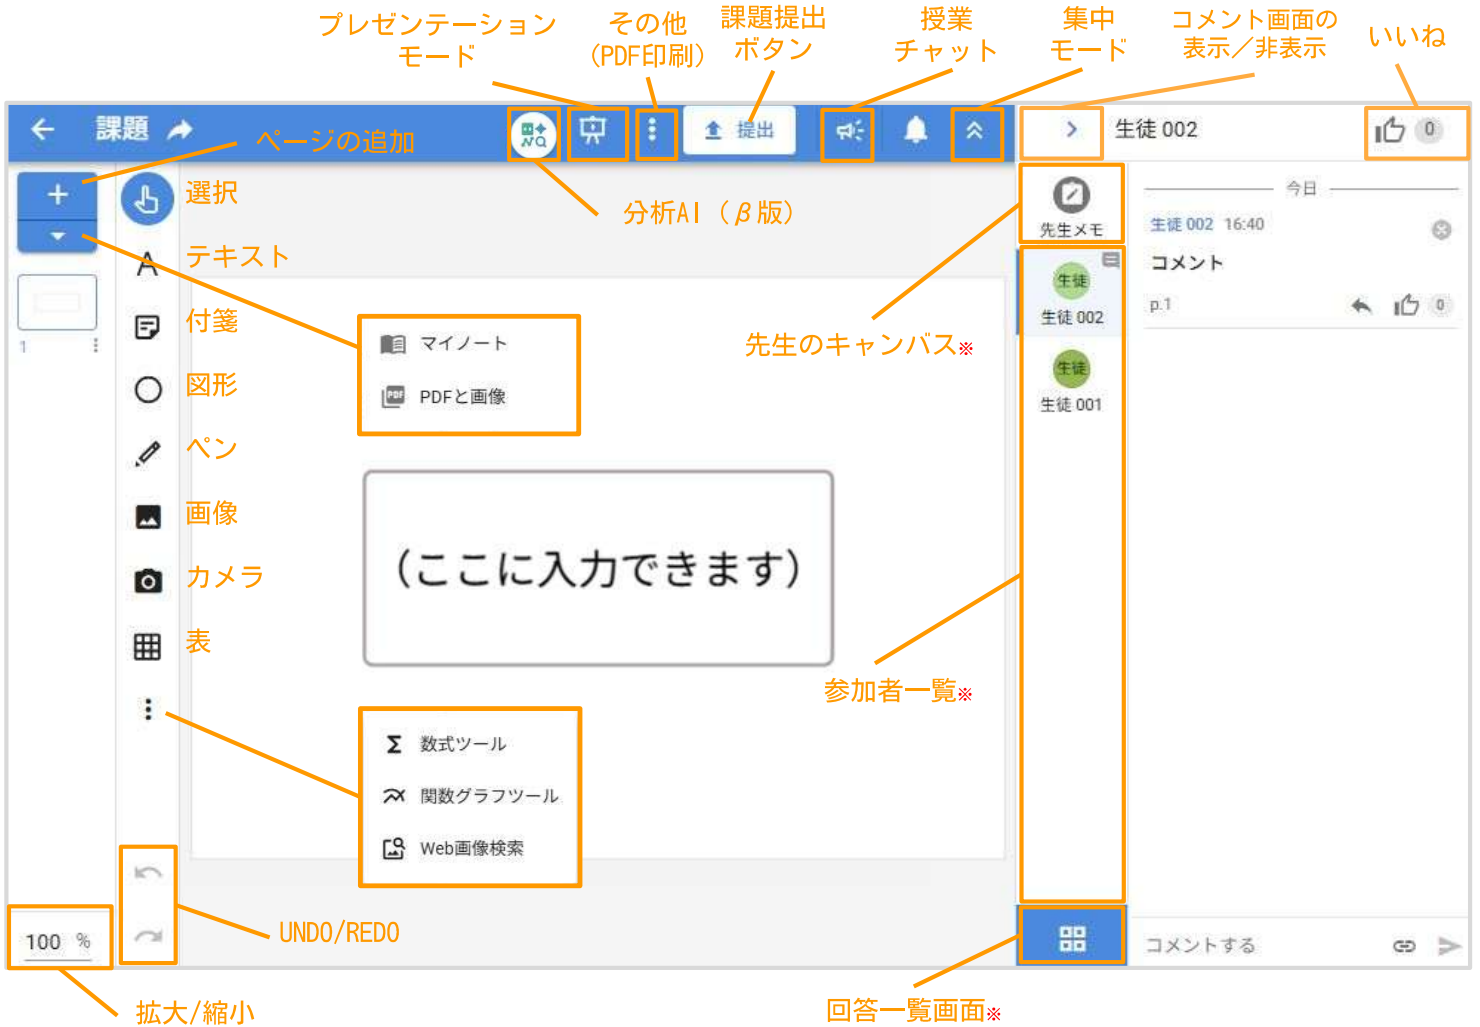 プレゼンテーション
モード
その他
（PDF印刷）
課題提出
ボタン
授業
チャット
集中
モード
コメント画面の
表示／非表示
いいね
課題
ページの追加
提出
生徒 002
0
選択
分析AI（β版）
先生メモ
今日
生徒 002 16:40
コメント
p.1
0
テキスト
生徒
生徒 002
付箋
1
マイノート
先生のキャンバス※
図形
PDFと画像
生徒
生徒 001
ペン
画像
（ここに入力できます）
カメラ
表
参加者一覧※
数式ツール
関数グラフツール
Web画像検索
UNDO/REDO
100 %
コメントする
拡大/縮小
回答一覧画面※